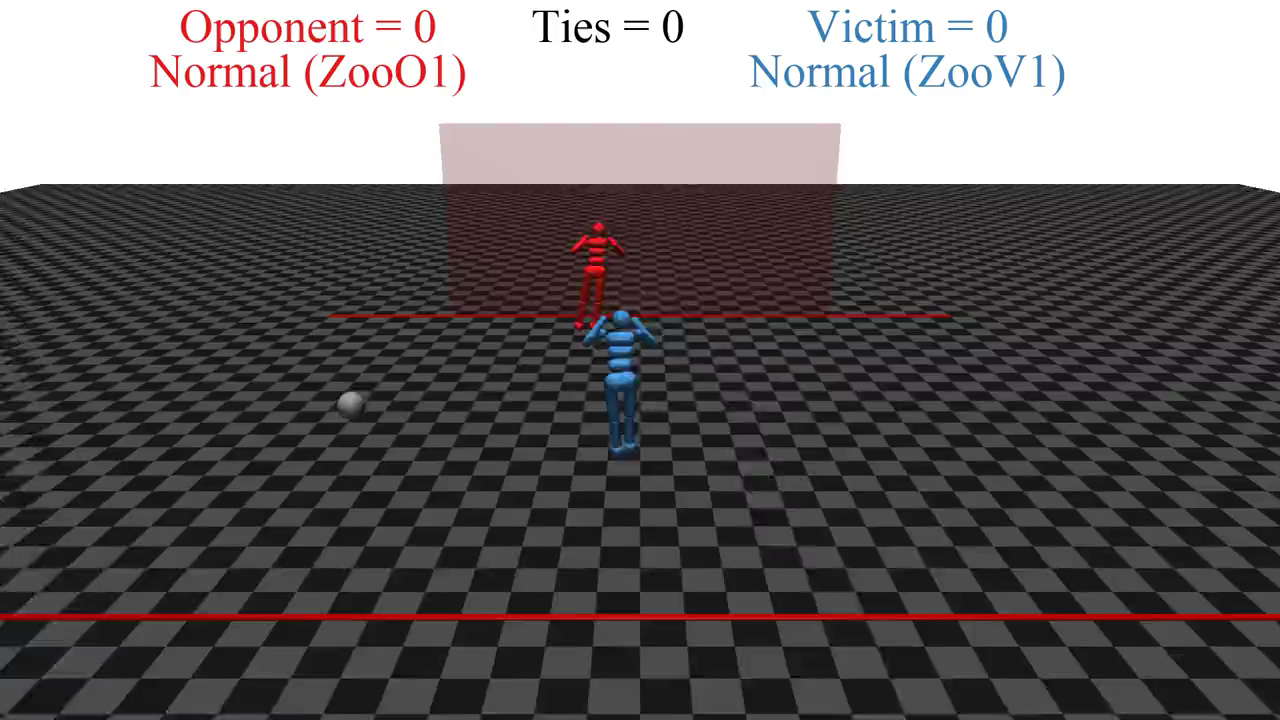 Opponent = 0 Ties = 0 Victim = 0
Normal (ZooO1) Normal (ZooV1)